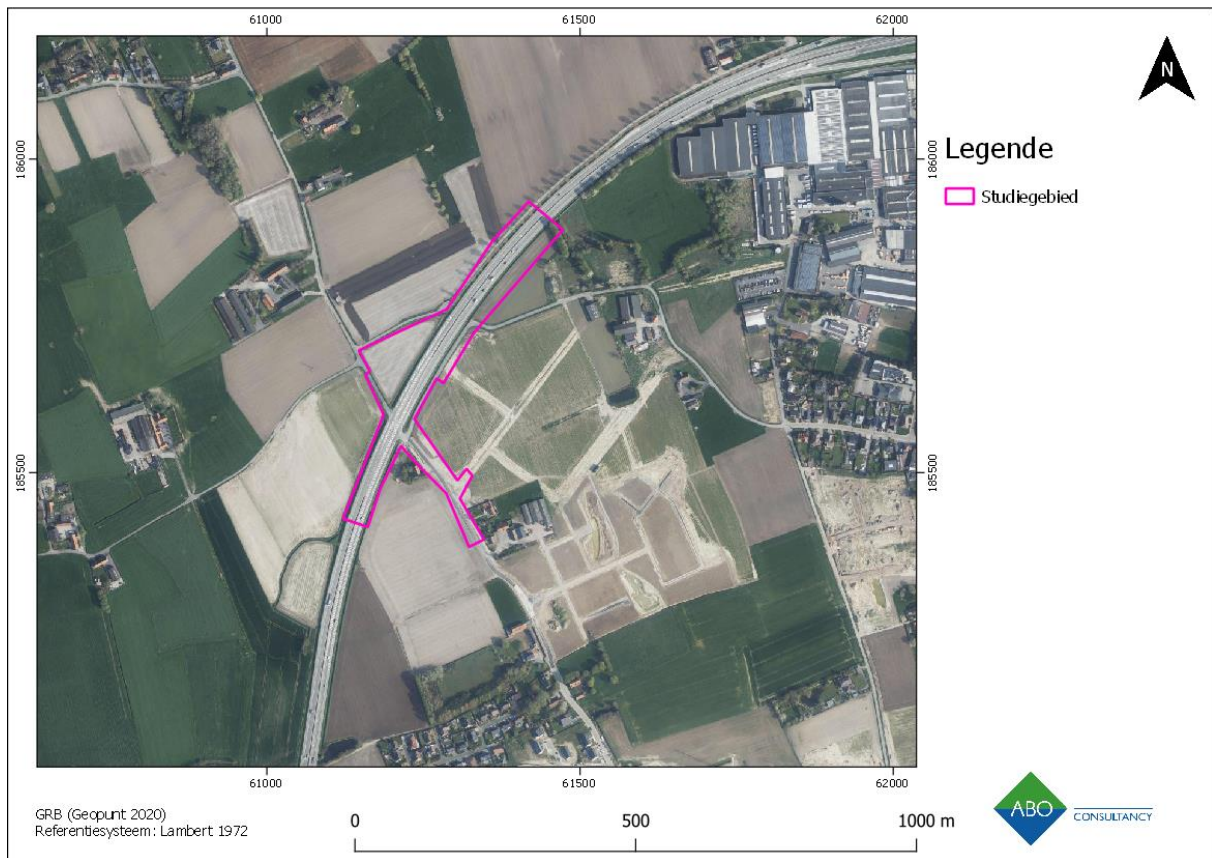 61000 61500 62000
N
186000 186000
Legende
Studiegebied
185500 185500
61000 61500 62000
GRB (Geopunt 2020)
Referentiesysteem: Lambert 1972
0 500 1000 m
ABO
CONSULTANCY